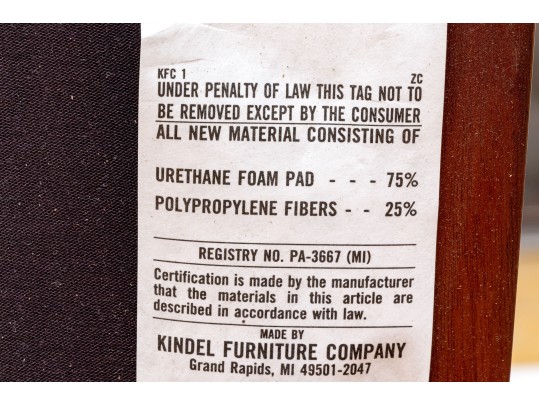 KFC 1 ZC
UNDER PENALTY OF LAW THIS TAG NOT TO
BE REMOVED EXCEPT BY THE CONSUMER
ALL NEW MATERIAL CONSISTING OF
URETHANE FOAM PAD - - - 75%
POLYPROPYLENE FIBERS - - 25%
REGISTRY NO. PA-3667 (MI)
Certification is made by the manufacturer
that the materials in this article are
described in accordance with law.
MADE BY
KINDEL FURNITURE COMPANY
Grand Rapids, MI 49501-2047